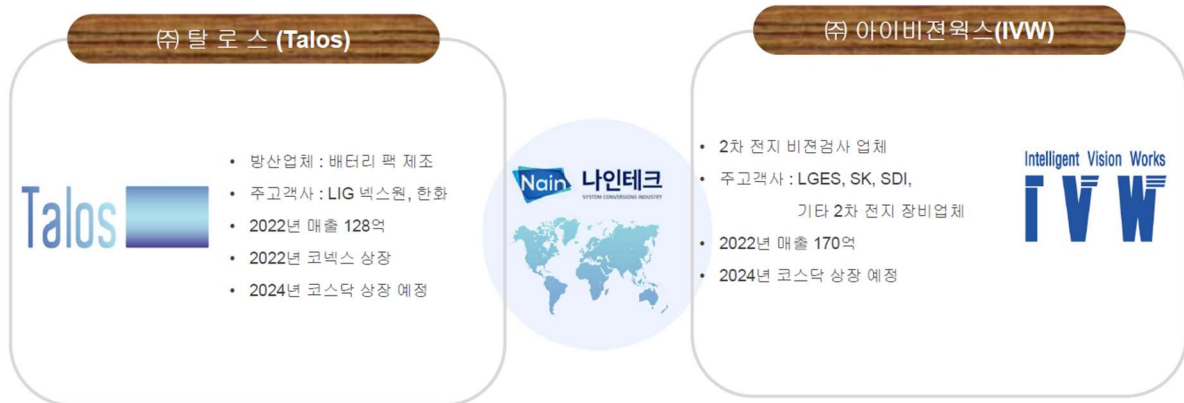 ㈜ 탈 로 스 (Talos)
Talos
• 방산업체 : 배터리 팩 제조
• 주고객사 : LIG 넥스원, 한화
• 2022년 매출 128억
• 2022년 코넥스 상장
• 2024년 코스닥 상장 예정
Nain 나인테크
SYSTEM CONVERSIONS INDUSTRY
㈜ 아이비젼웍스(IVW)
• 2차 전지 비젼검사 업체
• 주고객사 : LGES, SK, SDI,
기타 2차 전지 장비업체
• 2022년 매출 170억
• 2024년 코스닥 상장 예정
Intelligent Vision Works
IVW